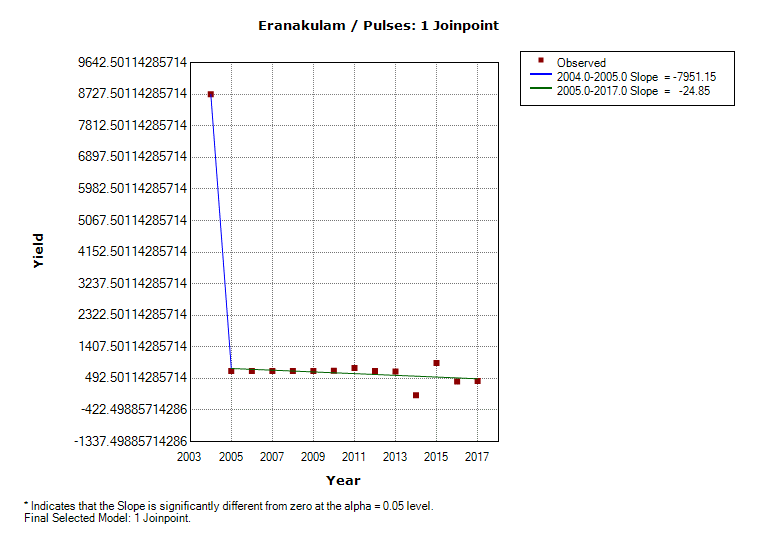 Eranakulam / Pulses: 1 Joinpoint
9642.50114285714
8727.50114285714
7812.50114285714
6897.50114285714
5982.50114285714
5067.50114285714
4152.50114285714
3237.50114285714
2322.50114285714
1407.50114285714
492.50114285714
-422.49885714286
-1337.49885714286
Yield
2003 2005 2007 2009 2011 2013 2015 2017
Year
Observed
2004.0-2005.0 Slope = -7951.15
2005.0-2017.0 Slope = -24.85
* Indicates that the Slope is significantly different from zero at the alpha = 0.05 level.
Final Selected Model: 1 Joinpoint.